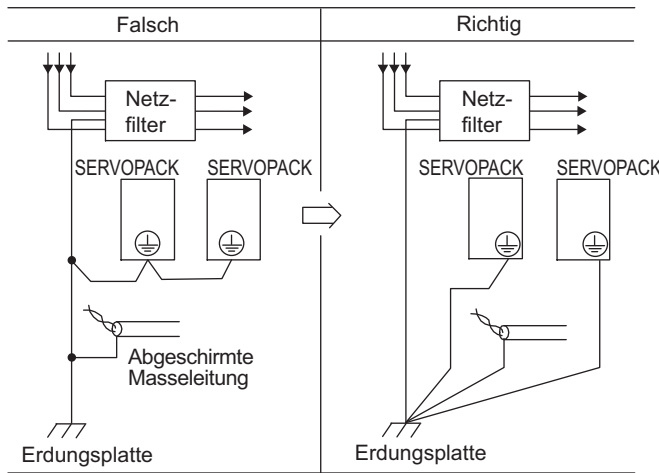 Falsch
Richtig
Netz-
filter
SERVOPACK
SERVOPACK
Abgeschirmte
Masseleitung
Erdungsplatte
Netz-
filter
SERVOPACK
SERVOPACK
Erdungsplatte